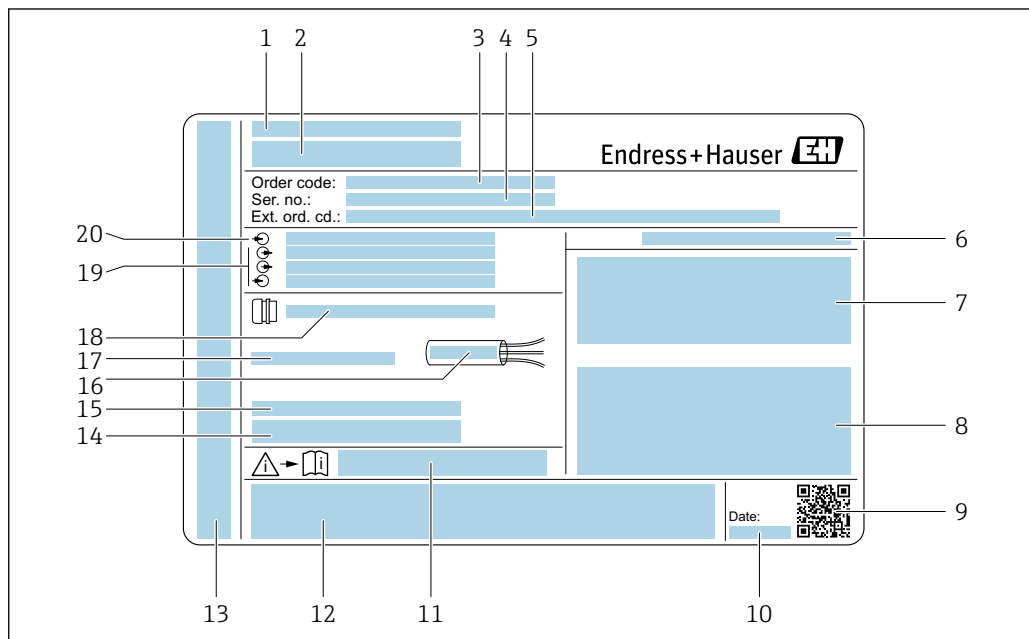 1 2 3 4 5
Endress+Hauser EH
Order code:
Ser. no.:
Ext. ord. cd.:
20
19
6
7
18
17
16
15
14
8
i i
Date:
9
13 12 11 10